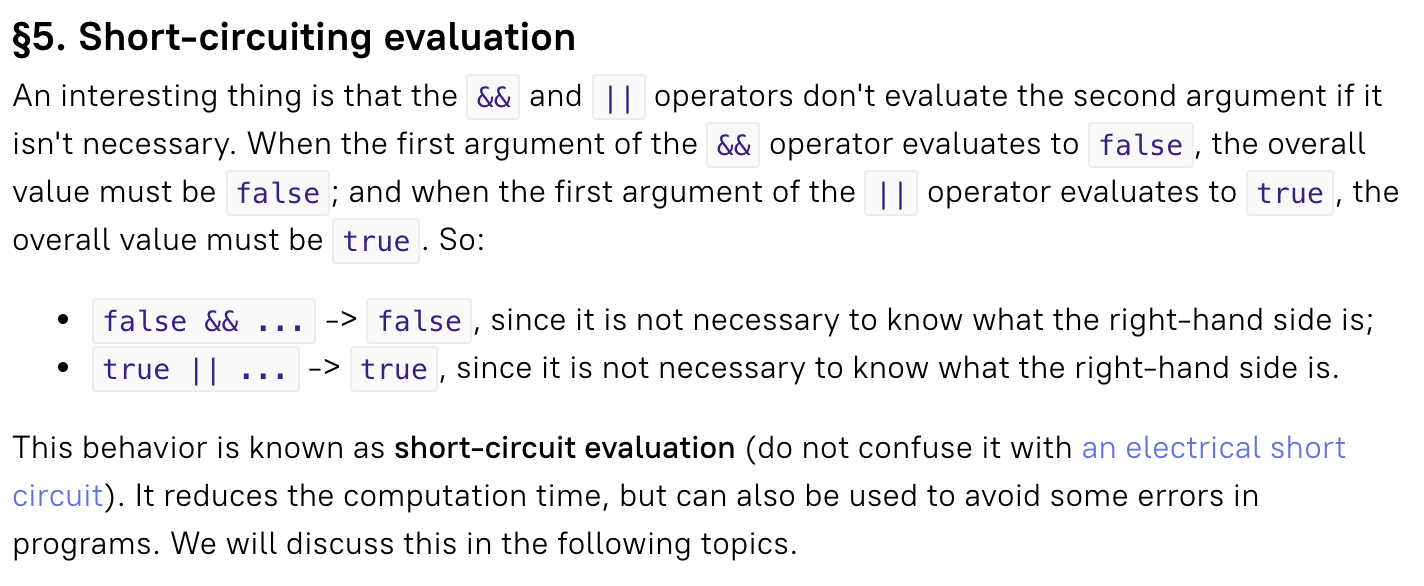 §5. Short-circuiting evaluation
An interesting thing is that the && and || operators don't evaluate the second argument if it
isn't necessary. When the first argument of the && operator evaluates to false, the overall
value must be false; and when the first argument of the || operator evaluates to true, the
overall value must be true. So:
• false && ... -> false, since it is not necessary to know what the right-hand side is;
• true || ... -> true, since it is not necessary to know what the right-hand side is.
This behavior is known as short-circuit evaluation (do not confuse it with an electrical short
circuit). It reduces the computation time, but can also be used to avoid some errors in
programs. We will discuss this in the following topics.